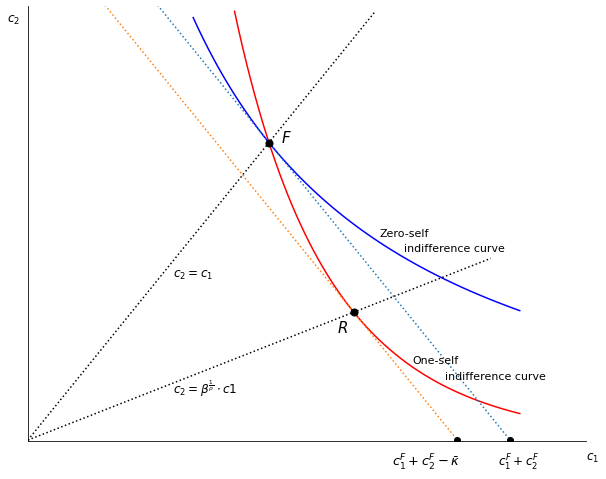 c₂
F
Zero-self
indifference curve
c₂ = c₁
R
One-self
indifference curve
c₂ = β^{1/ρ} · c1
c₁
c₁^F + c₂^F − κ̄
c₁^F + c₂^F